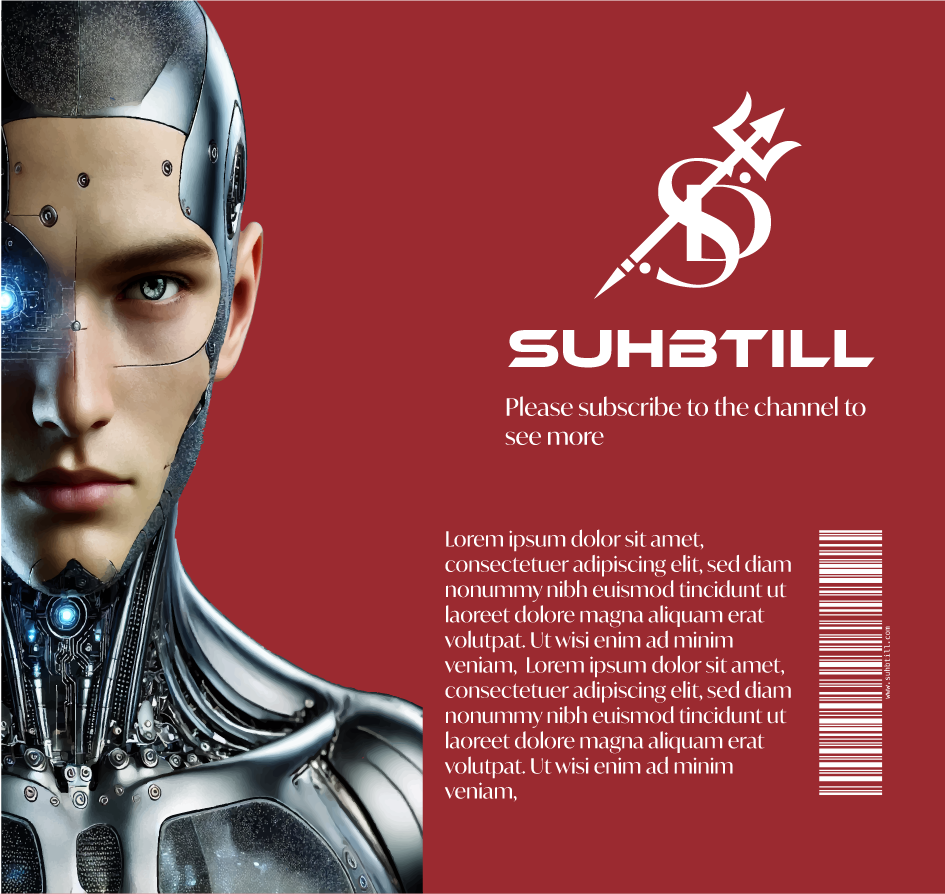 SD
SUHBTILL
Please subscribe to the channel to
see more
Lorem ipsum dolor sit amet,
consectetuer adipiscing elit, sed diam
nonummy nibh euismod tincidunt ut
laoreet dolore magna aliquam erat
volutpat. Ut wisi enim ad minim
veniam,  Lorem ipsum dolor sit amet,
consectetuer adipiscing elit, sed diam
nonummy nibh euismod tincidunt ut
laoreet dolore magna aliquam erat
volutpat. Ut wisi enim ad minim
veniam,
www.suhbtill.com